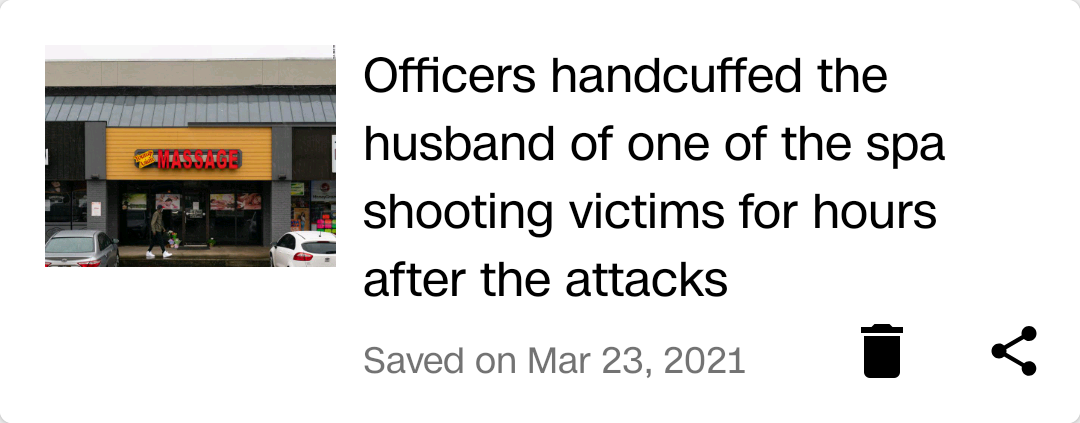 MASSAGE
Officers handcuffed the
husband of one of the spa
shooting victims for hours
after the attacks
Saved on Mar 23, 2021